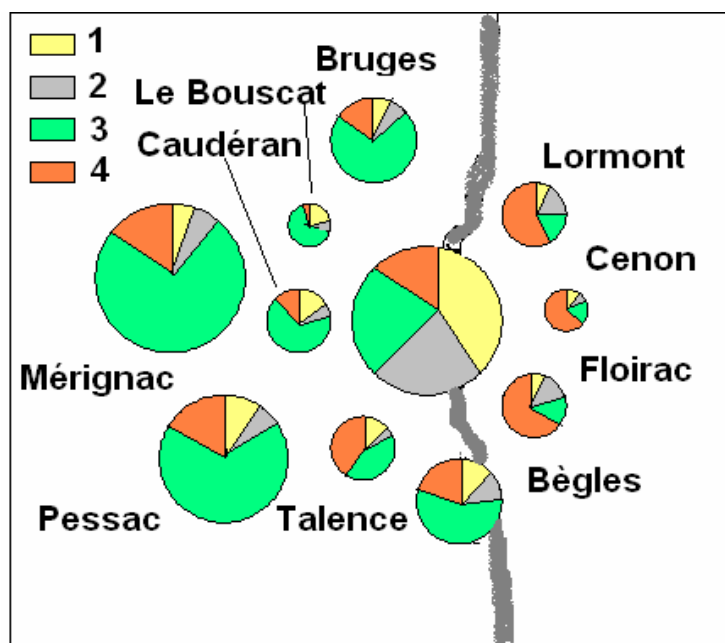 1
2
3
4
Bruges
Le Bouscat
Caudéran
Lormont
Cenon
Mérignac
Floirac
Bègles
Pessac
Talence